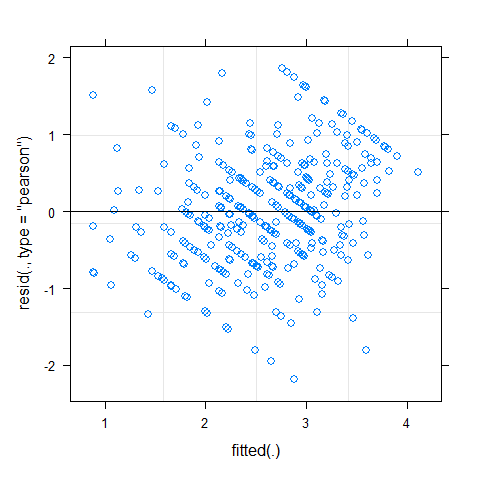 2
1
0
-1
-2
resid(., type = "pearson")
1 2 3 4
fitted(.)